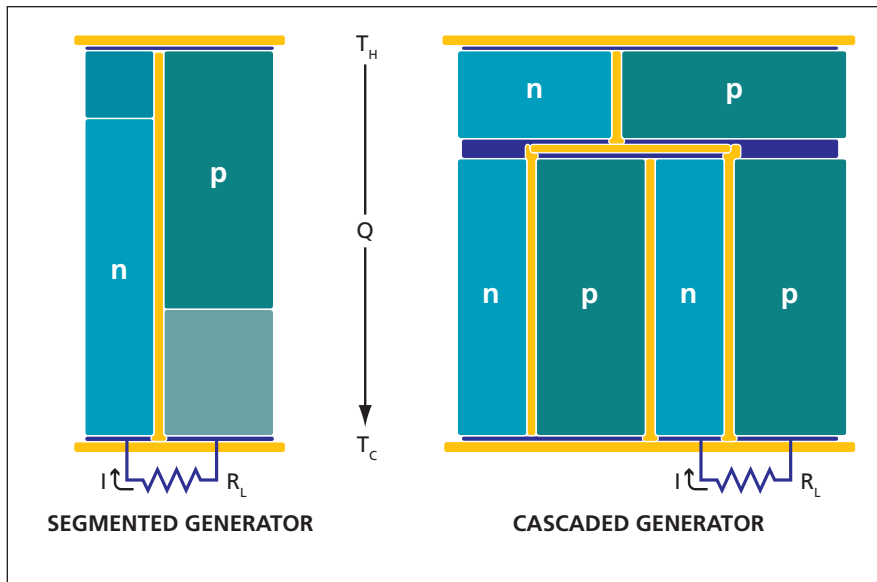 T_H
n
p
Q
T_C
I
R_L
SEGMENTED GENERATOR
n
p
n
p
n
p
I
R_L
CASCADED GENERATOR